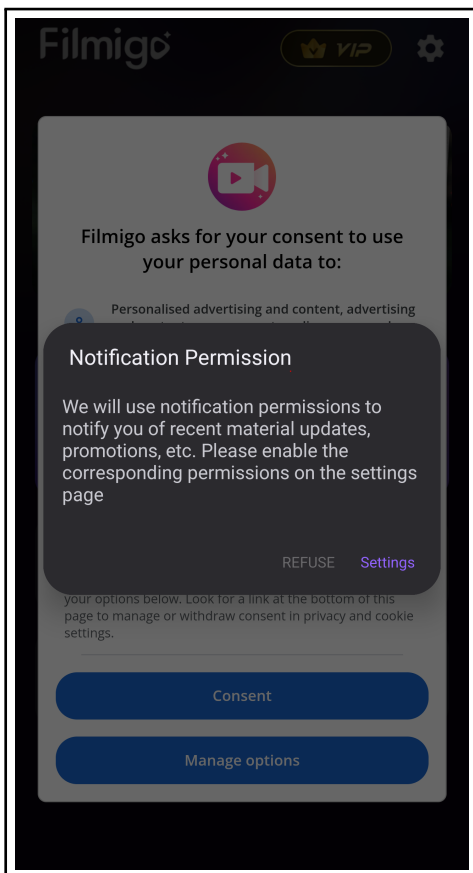 Filmigo
VIP
Filmigo asks for your consent to use
your personal data to:
Personalised advertising and content, advertising
Notification Permission
We will use notification permissions to
notify you of recent material updates,
promotions, etc. Please enable the
corresponding permissions on the settings
page
REFUSE Settings
your options below. Look for a link at the bottom of this
page to manage or withdraw consent in privacy and cookie
settings.
Consent
Manage options